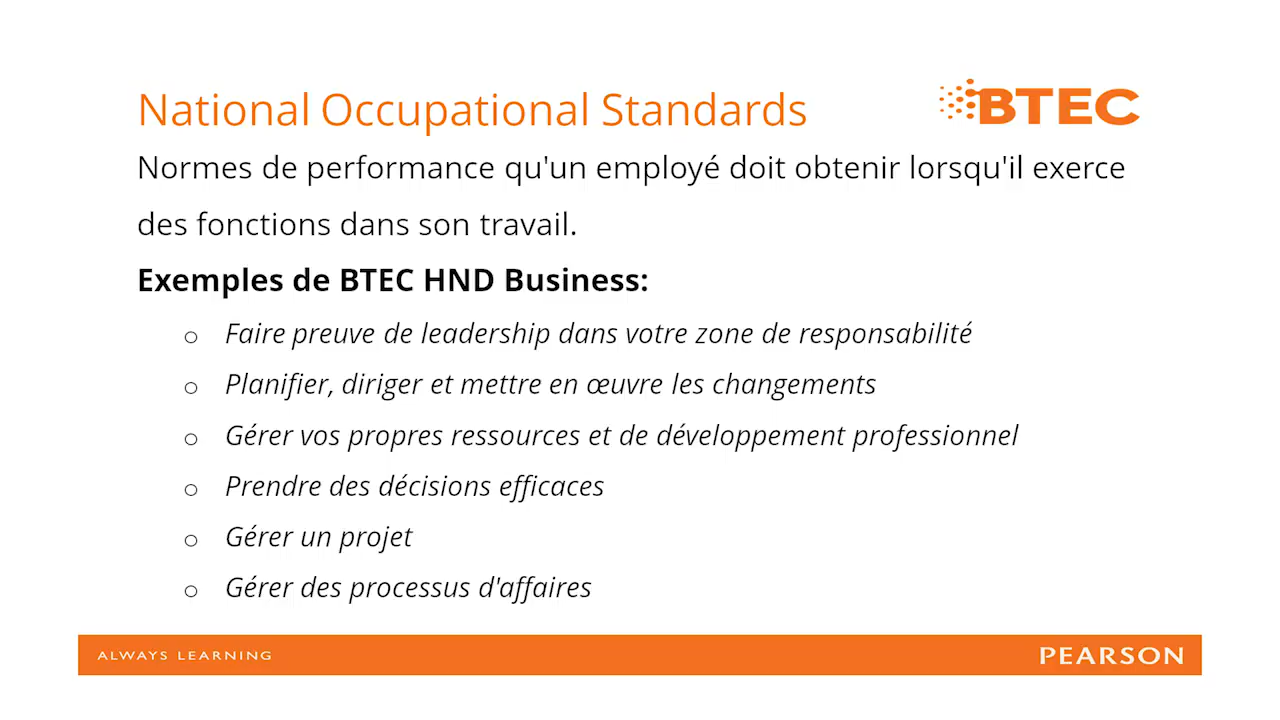 National Occupational Standards
BTEC
Normes de performance qu'un employé doit obtenir lorsqu'il exerce
des fonctions dans son travail.
Exemples de BTEC HND Business:
o Faire preuve de leadership dans votre zone de responsabilité
o Planifier, diriger et mettre en œuvre les changements
o Gérer vos propres ressources et de développement professionnel
o Prendre des décisions efficaces
o Gérer un projet
o Gérer des processus d'affaires
ALWAYS LEARNING
PEARSON